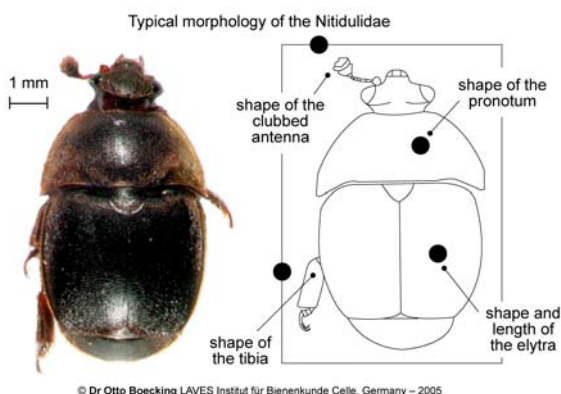 Typical morphology of the Nitidulidae
1 mm
shape of the
clubbed
antenna
shape of the
pronotum
shape of
the tibia
shape and
length of
the elytra
© Dr Otto Boecking LAVES Institut für Bienenkunde Celle, Germany – 2005